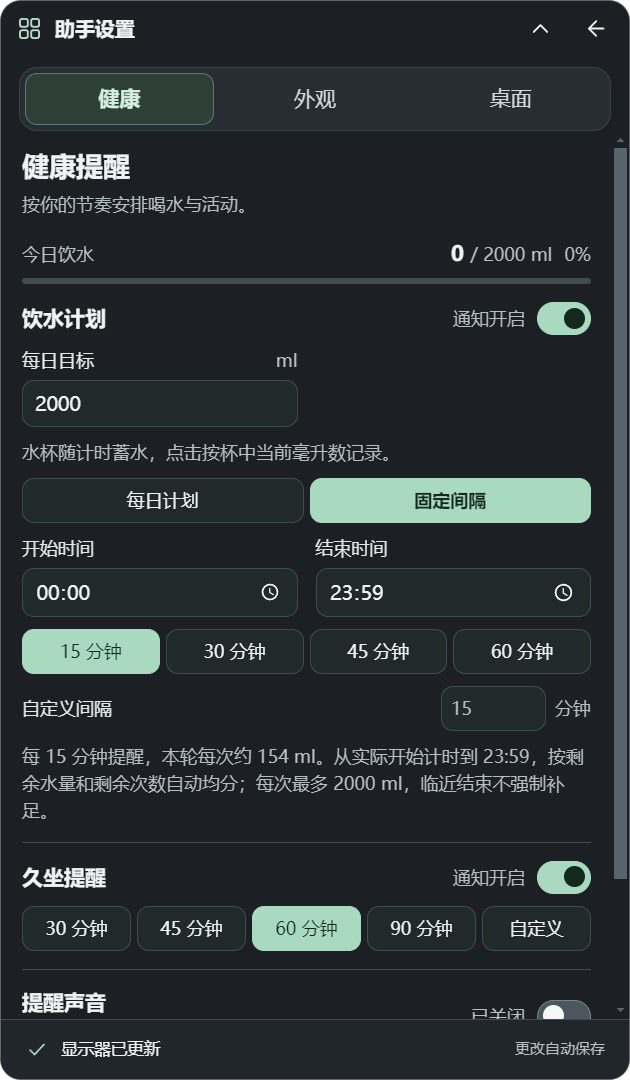 助手设置
健康 外观 桌面
健康提醒
按你的节奏安排喝水与活动。
今日饮水 0 / 2000 ml 0%
饮水计划 通知开启
每日目标 ml
2000
水杯随计时蓄水，点击按杯中当前毫升数记录。
每日计划 固定间隔
开始时间 结束时间
00:00 23:59
15 分钟 30 分钟 45 分钟 60 分钟
自定义间隔 15 分钟
每 15 分钟提醒，本轮每次约 154 ml。从实际开始计时到 23:59，按剩
余水量和剩余次数自动均分；每次最多 2000 ml，临近结束不强制补
足。
久坐提醒 通知开启
30 分钟 45 分钟 60 分钟 90 分钟 自定义
提醒声音 已关闭
显示器已更新 更改自动保存